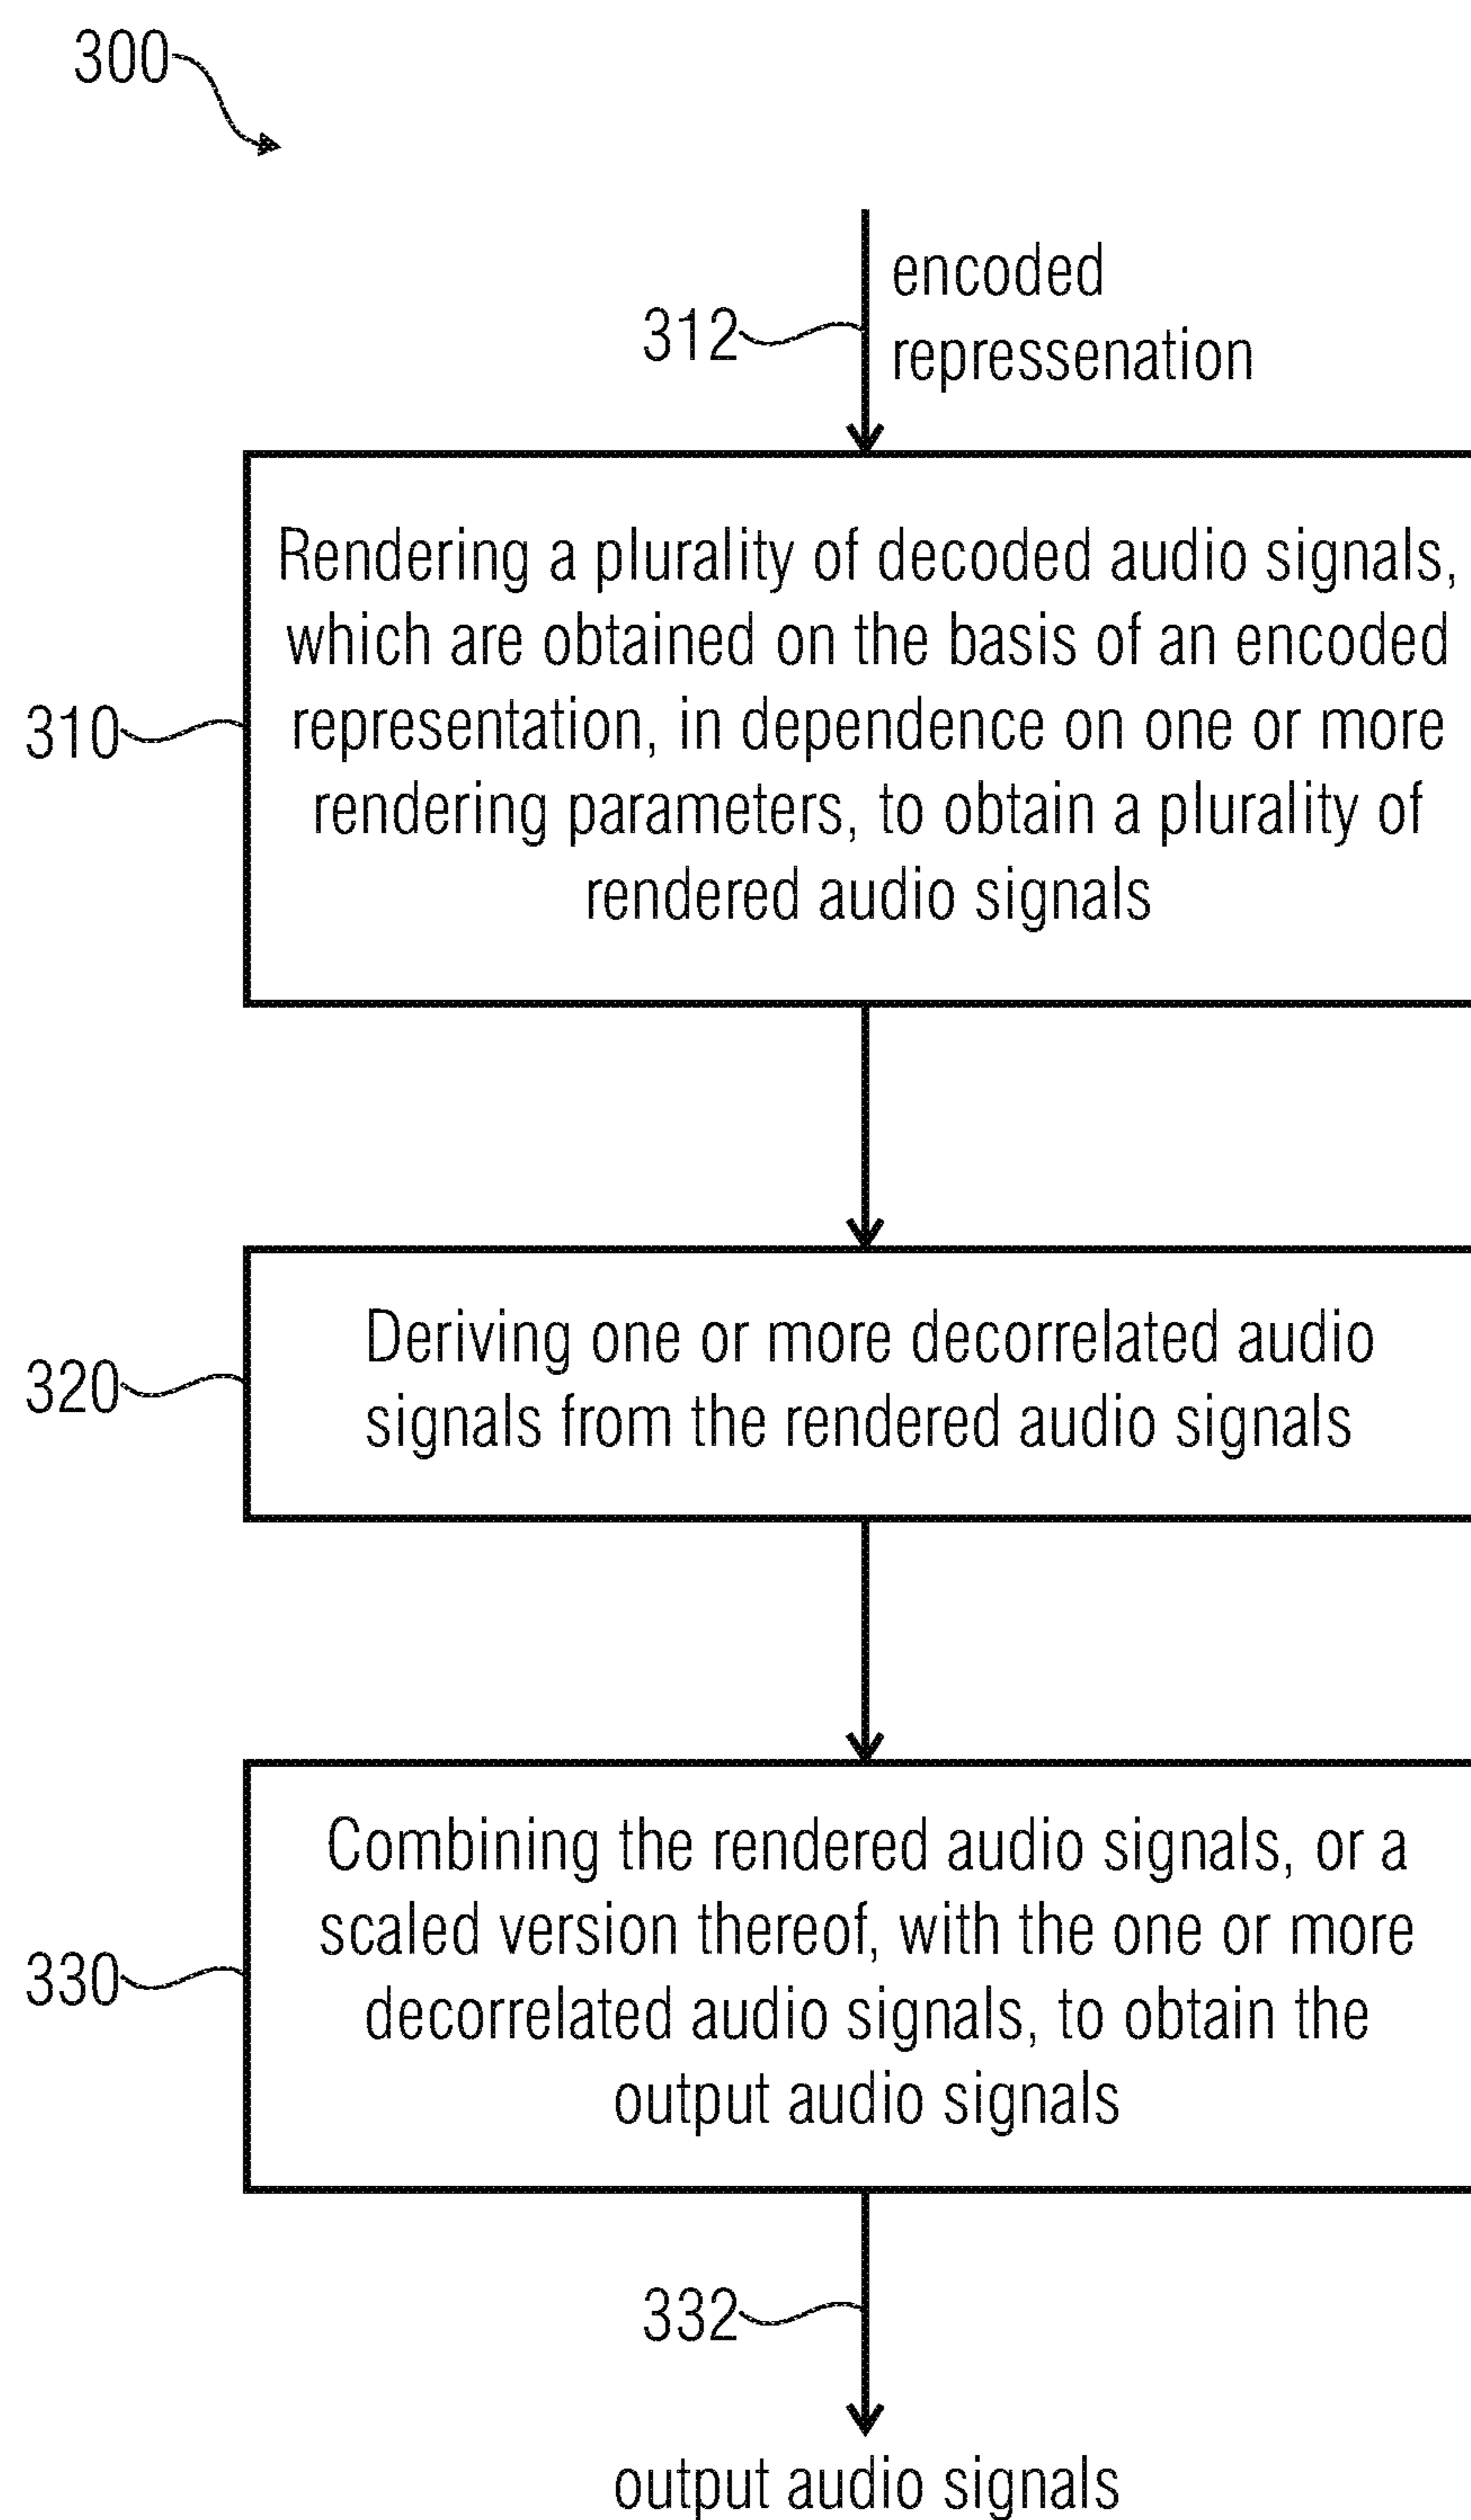 300
encoded
312
repressenation
Rendering a plurality of decoded audio signals,
which are obtained on the basis of an encoded
310
representation, in dependence on one or more
rendering parameters, to obtain a plurality of
rendered audio signals
Deriving one or more decorrelated audio
320
signals from the rendered audio signals
Combining the rendered audio signals, or a
scaled version thereof, with the one or more
330
decorrelated audio signals, to obtain the
output audio signals
332
output audio signals